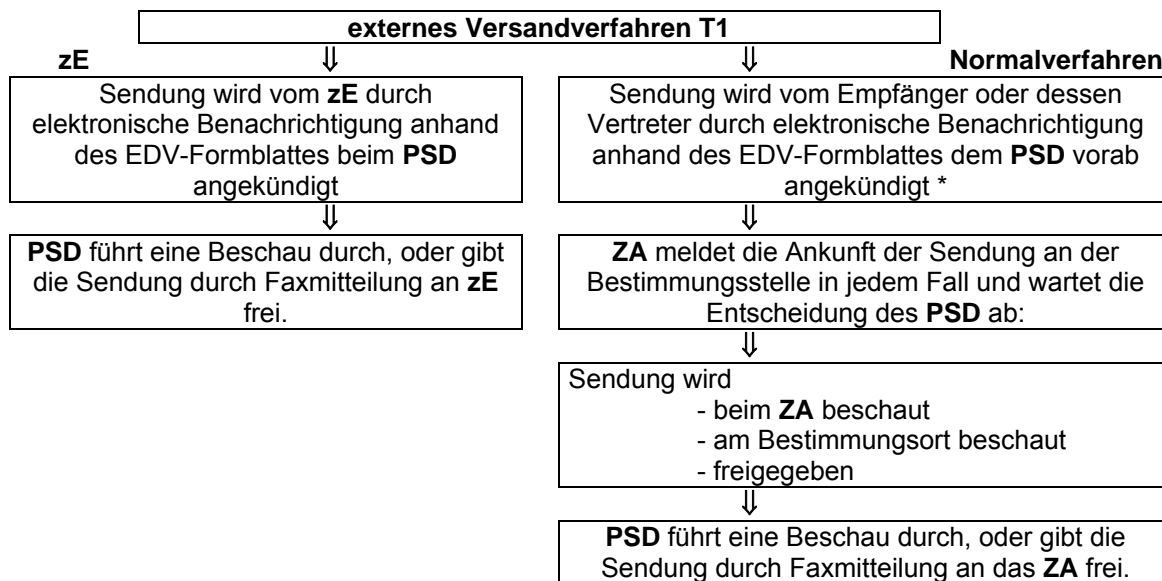 externes Versandverfahren T1
zE
⇓
Sendung wird vom zE durch
elektronische Benachrichtigung anhand
des EDV-Formblattes beim PSD
angekündigt
⇓
PSD führt eine Beschau durch, oder gibt
die Sendung durch Faxmitteilung an zE
frei.
⇓
Normalverfahren
Sendung wird vom Empfänger oder dessen
Vertreter durch elektronische Benachrichtigung
anhand des EDV-Formblattes dem PSD vorab
angekündigt *
⇓
ZA meldet die Ankunft der Sendung an der
Bestimmungsstelle in jedem Fall und wartet die
Entscheidung des PSD ab:
⇓
Sendung wird
- beim ZA beschaut
- am Bestimmungsort beschaut
- freigegeben
⇓
PSD führt eine Beschau durch, oder gibt die
Sendung durch Faxmitteilung an das ZA frei.